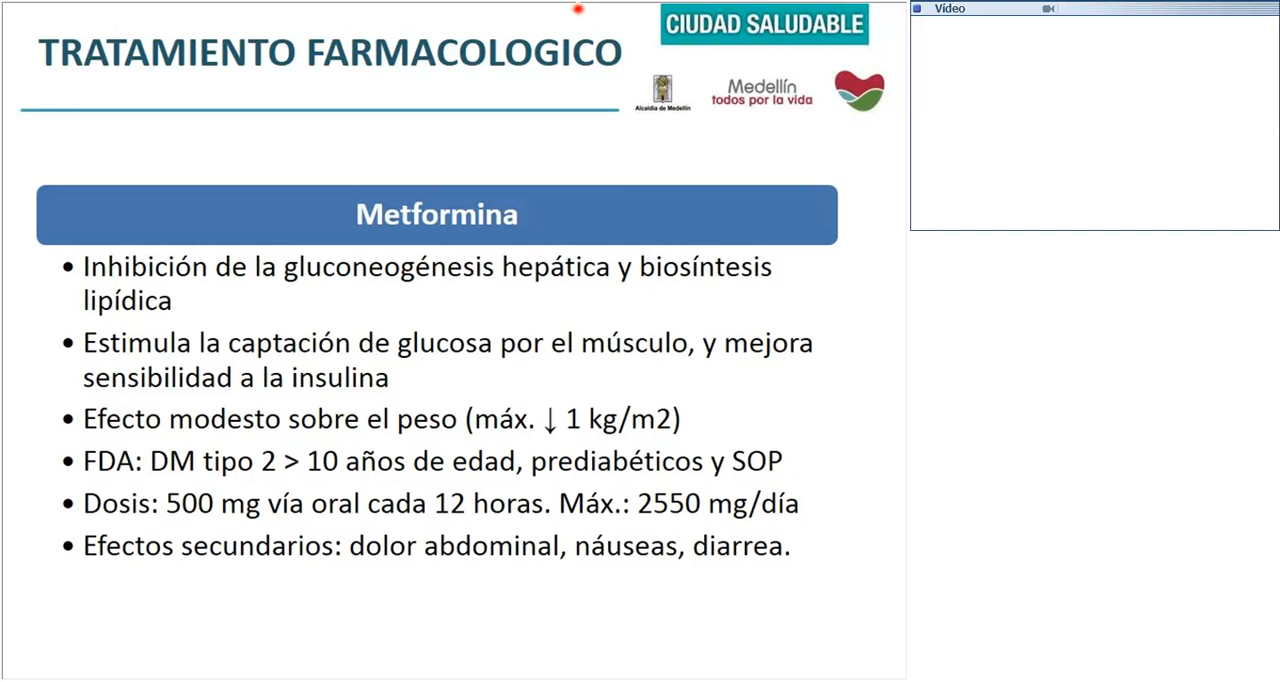 TRATAMIENTO FARMACOLOGICO
CIUDAD SALUDABLE
Alcaldía de Medellín
Medellín
todos por la vida
Vídeo
Metformina
• Inhibición de la gluconeogénesis hepática y biosíntesis
lipídica
• Estimula la captación de glucosa por el músculo, y mejora
sensibilidad a la insulina
• Efecto modesto sobre el peso (máx. ↓ 1 kg/m2)
• FDA: DM tipo 2 > 10 años de edad, prediabéticos y SOP
• Dosis: 500 mg vía oral cada 12 horas. Máx.: 2550 mg/día
• Efectos secundarios: dolor abdominal, náuseas, diarrea.